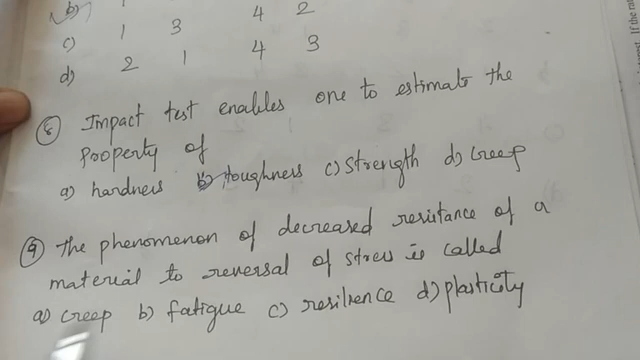 b) 4 2
c) 1 3 4 3
d) 2 1 4 3
⑧ Impact test enables one to estimate the
Property of
a) hardness b) toughness c) Strength d) Creep
⑨ The phenomenon of decreased resistance of a
material to reversal of stress is called
a) Creep b) fatigue c) resilience d) plasticity